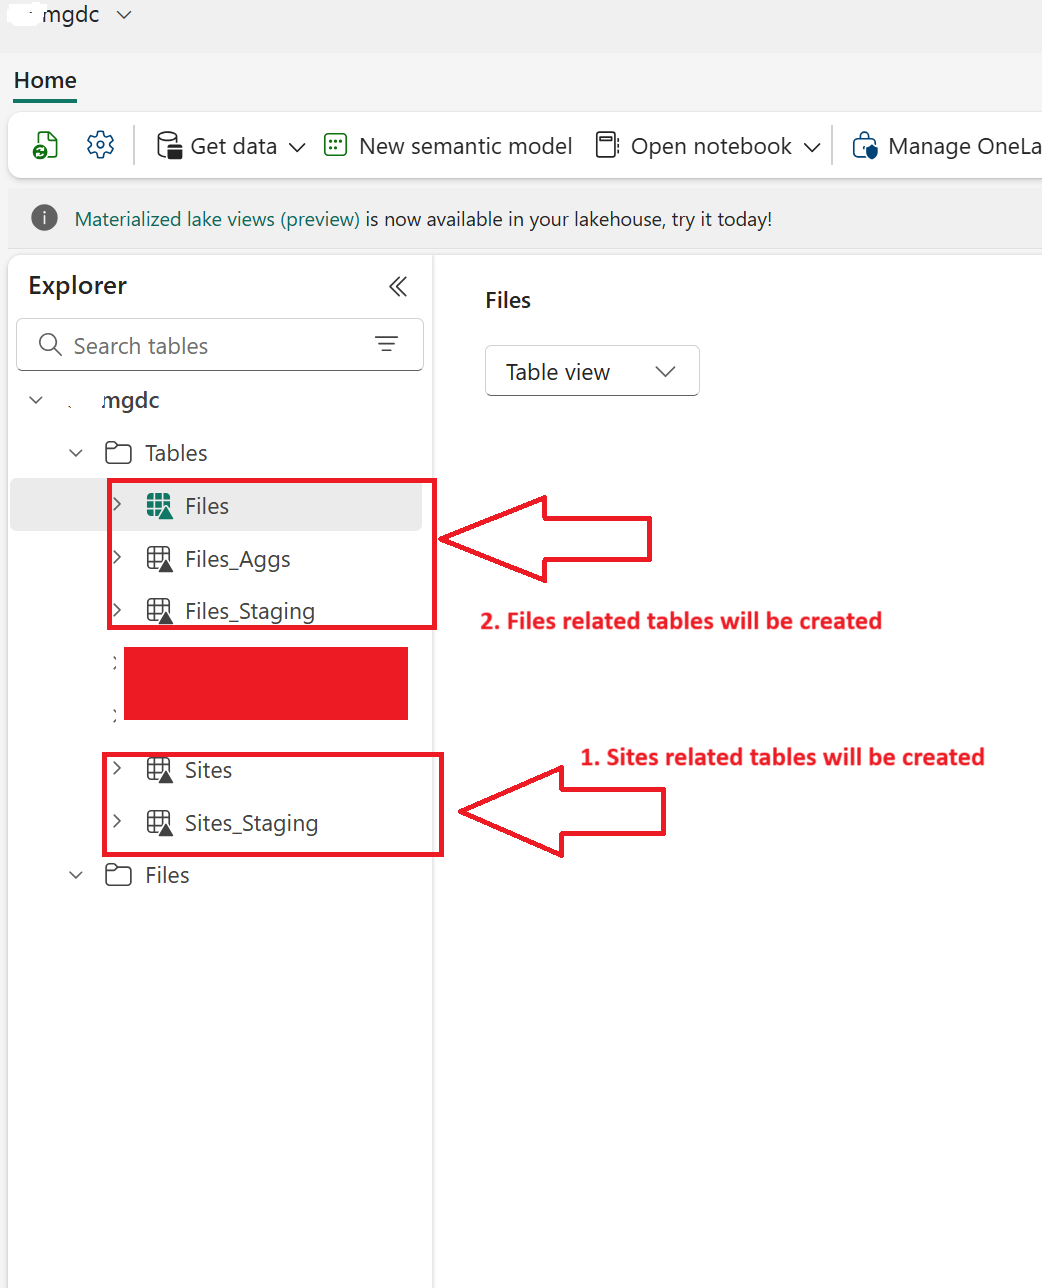 mgdc
Home
Get data
New semantic model
Open notebook
Manage OneLa
Materialized lake views (preview) is now available in your lakehouse, try it today!
Explorer
Search tables
mgdc
Tables
Files
Files_Aggs
Files_Staging
Sites
Sites_Staging
Files
Files
Table view
2. Files related tables will be created
1. Sites related tables will be created